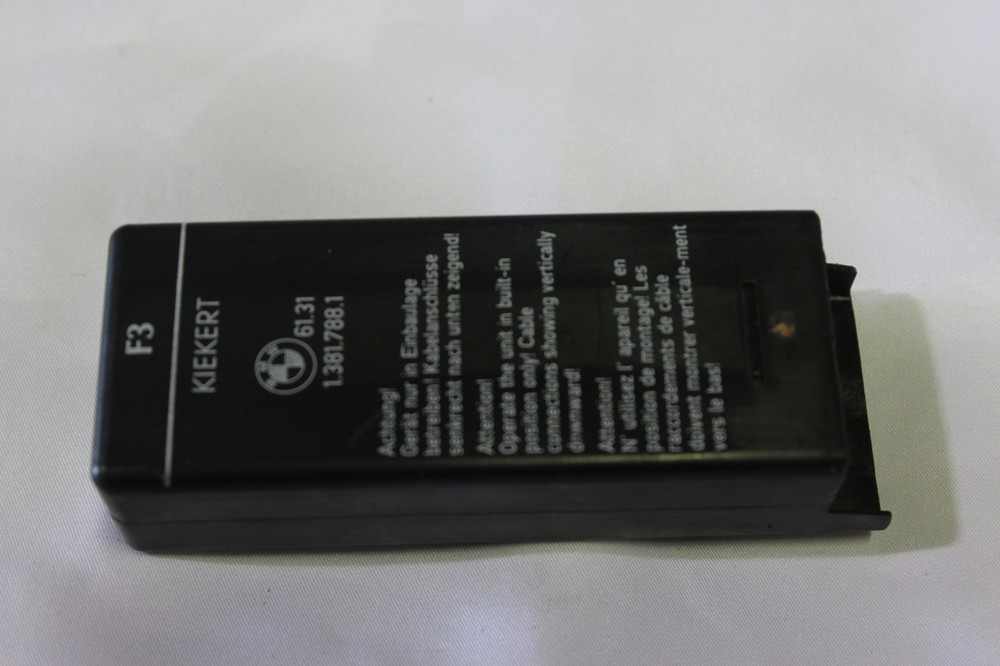 F3
KIEKERT
61.31
1.381.788.1
Achtung!
Gerät nur in Einbaulage
betreiben! Kabelanschlüsse
senkrecht nach unten zeigend!
Attention!
Operate the unit in built-in
position only! Cable
connections showing vertically
downward!
Attention!
N' utilisez l' apareil qu' en
position de montage! Les
raccordements de câble
doivent montrer verticale-ment
vers le bas!